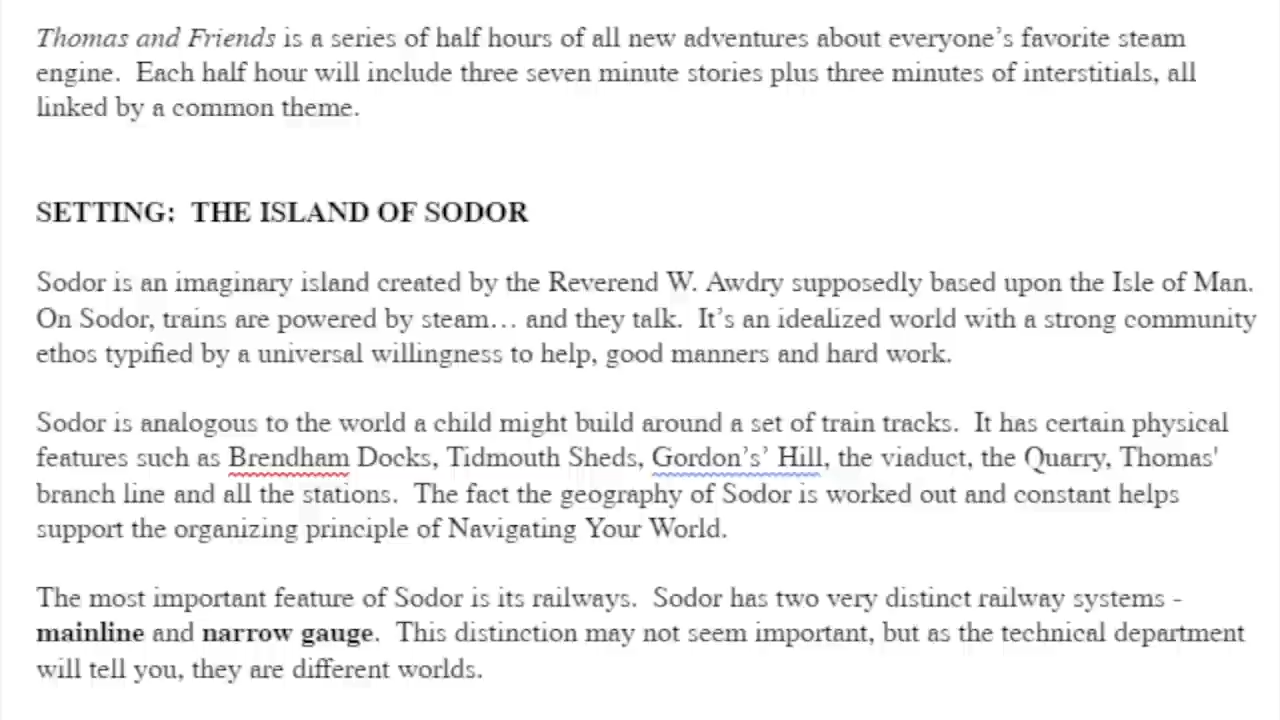 Thomas and Friends is a series of half hours of all new adventures about everyone’s favorite steam
engine.  Each half hour will include three seven minute stories plus three minutes of interstitials, all
linked by a common theme.
SETTING:  THE ISLAND OF SODOR
Sodor is an imaginary island created by the Reverend W. Awdry supposedly based upon the Isle of Man.
On Sodor, trains are powered by steam… and they talk.  It’s an idealized world with a strong community
ethos typified by a universal willingness to help, good manners and hard work.
Sodor is analogous to the world a child might build around a set of train tracks.  It has certain physical
features such as Brendham Docks, Tidmouth Sheds, Gordon’s’ Hill, the viaduct, the Quarry, Thomas'
branch line and all the stations.  The fact the geography of Sodor is worked out and constant helps
support the organizing principle of Navigating Your World.
The most important feature of Sodor is its railways.  Sodor has two very distinct railway systems -
mainline and narrow gauge.  This distinction may not seem important, but as the technical department
will tell you, they are different worlds.